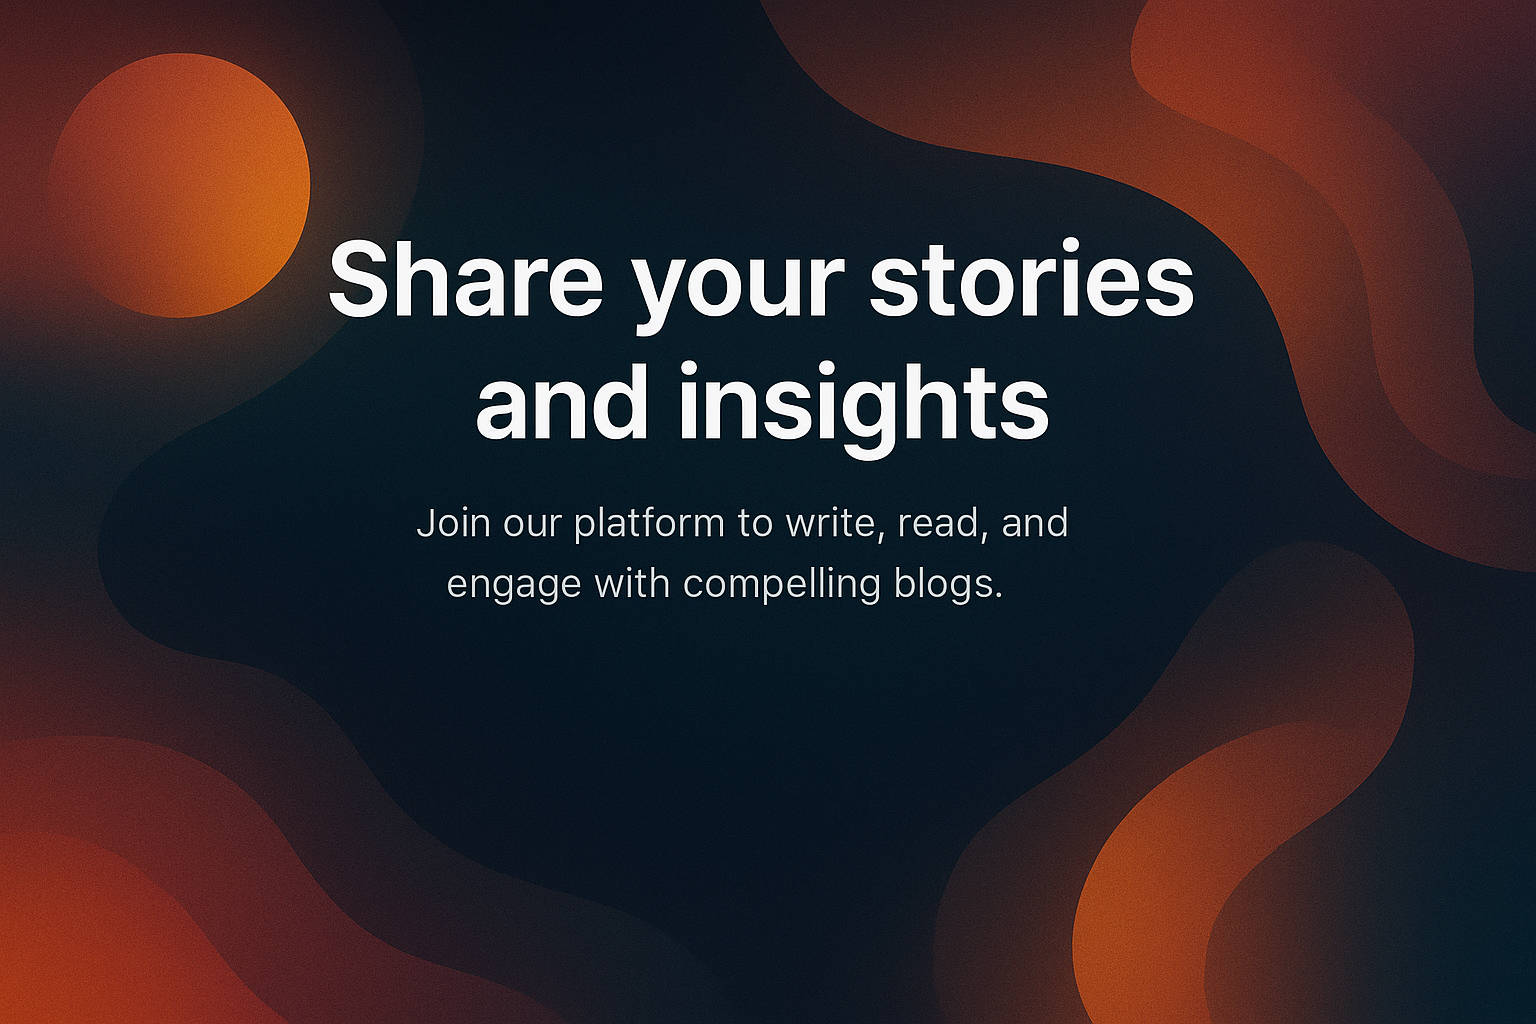 Share your stories
and insights
Join our platform to write, read, and
engage with compelling blogs.